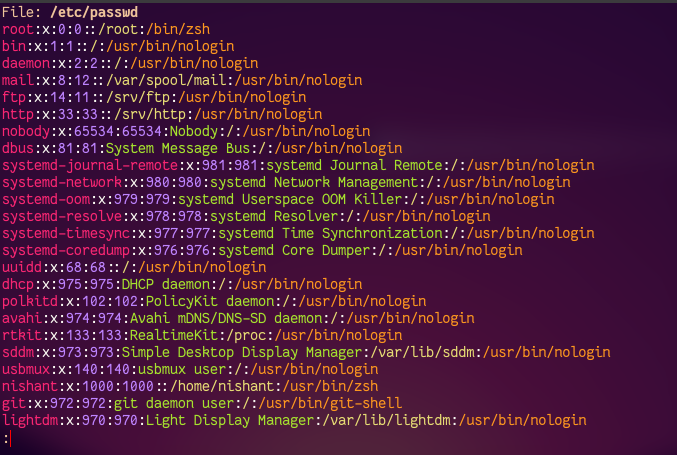 File: /etc/passwd
root:x:0:0::/root:/bin/zsh
bin:x:1:1::/:/usr/bin/nologin
daemon:x:2:2::/:/usr/bin/nologin
mail:x:8:12::/var/spool/mail:/usr/bin/nologin
ftp:x:14:11::/srv/ftp:/usr/bin/nologin
http:x:33:33::/srv/http:/usr/bin/nologin
nobody:x:65534:65534:Nobody:/:/usr/bin/nologin
dbus:x:81:81:System Message Bus:/:/usr/bin/nologin
systemd-journal-remote:x:981:981:systemd Journal Remote:/:/usr/bin/nologin
systemd-network:x:980:980:systemd Network Management:/:/usr/bin/nologin
systemd-oom:x:979:979:systemd Userspace OOM Killer:/:/usr/bin/nologin
systemd-resolve:x:978:978:systemd Resolver:/:/usr/bin/nologin
systemd-timesync:x:977:977:systemd Time Synchronization:/:/usr/bin/nologin
systemd-coredump:x:976:976:systemd Core Dumper:/:/usr/bin/nologin
uuidd:x:68:68::/:/usr/bin/nologin
dhcp:x:975:975:DHCP daemon:/:/usr/bin/nologin
polkitd:x:102:102:PolicyKit daemon:/:/usr/bin/nologin
avahi:x:974:974:Avahi mDNS/DNS-SD daemon:/:/usr/bin/nologin
rtkit:x:133:133:RealtimeKit:/proc:/usr/bin/nologin
sddm:x:973:973:Simple Desktop Display Manager:/var/lib/sddm:/usr/bin/nologin
usbmux:x:140:140:usbmux user:/:/usr/bin/nologin
nishant:x:1000:1000::/home/nishant:/usr/bin/zsh
git:x:972:972:git daemon user:/:/usr/bin/git-shell
lightdm:x:970:970:Light Display Manager:/var/lib/lightdm:/usr/bin/nologin
: